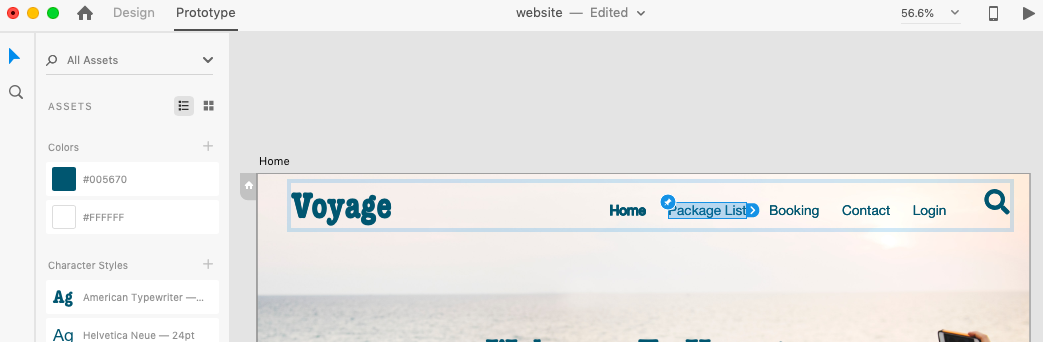 Design Prototype website — Edited 56.6%
All Assets
ASSETS
Colors
#005670
#FFFFFF
Character Styles
Ag American Typewriter —...
Ag Helvetica Neue — 24pt
Home
Voyage Home Package List Booking Contact Login